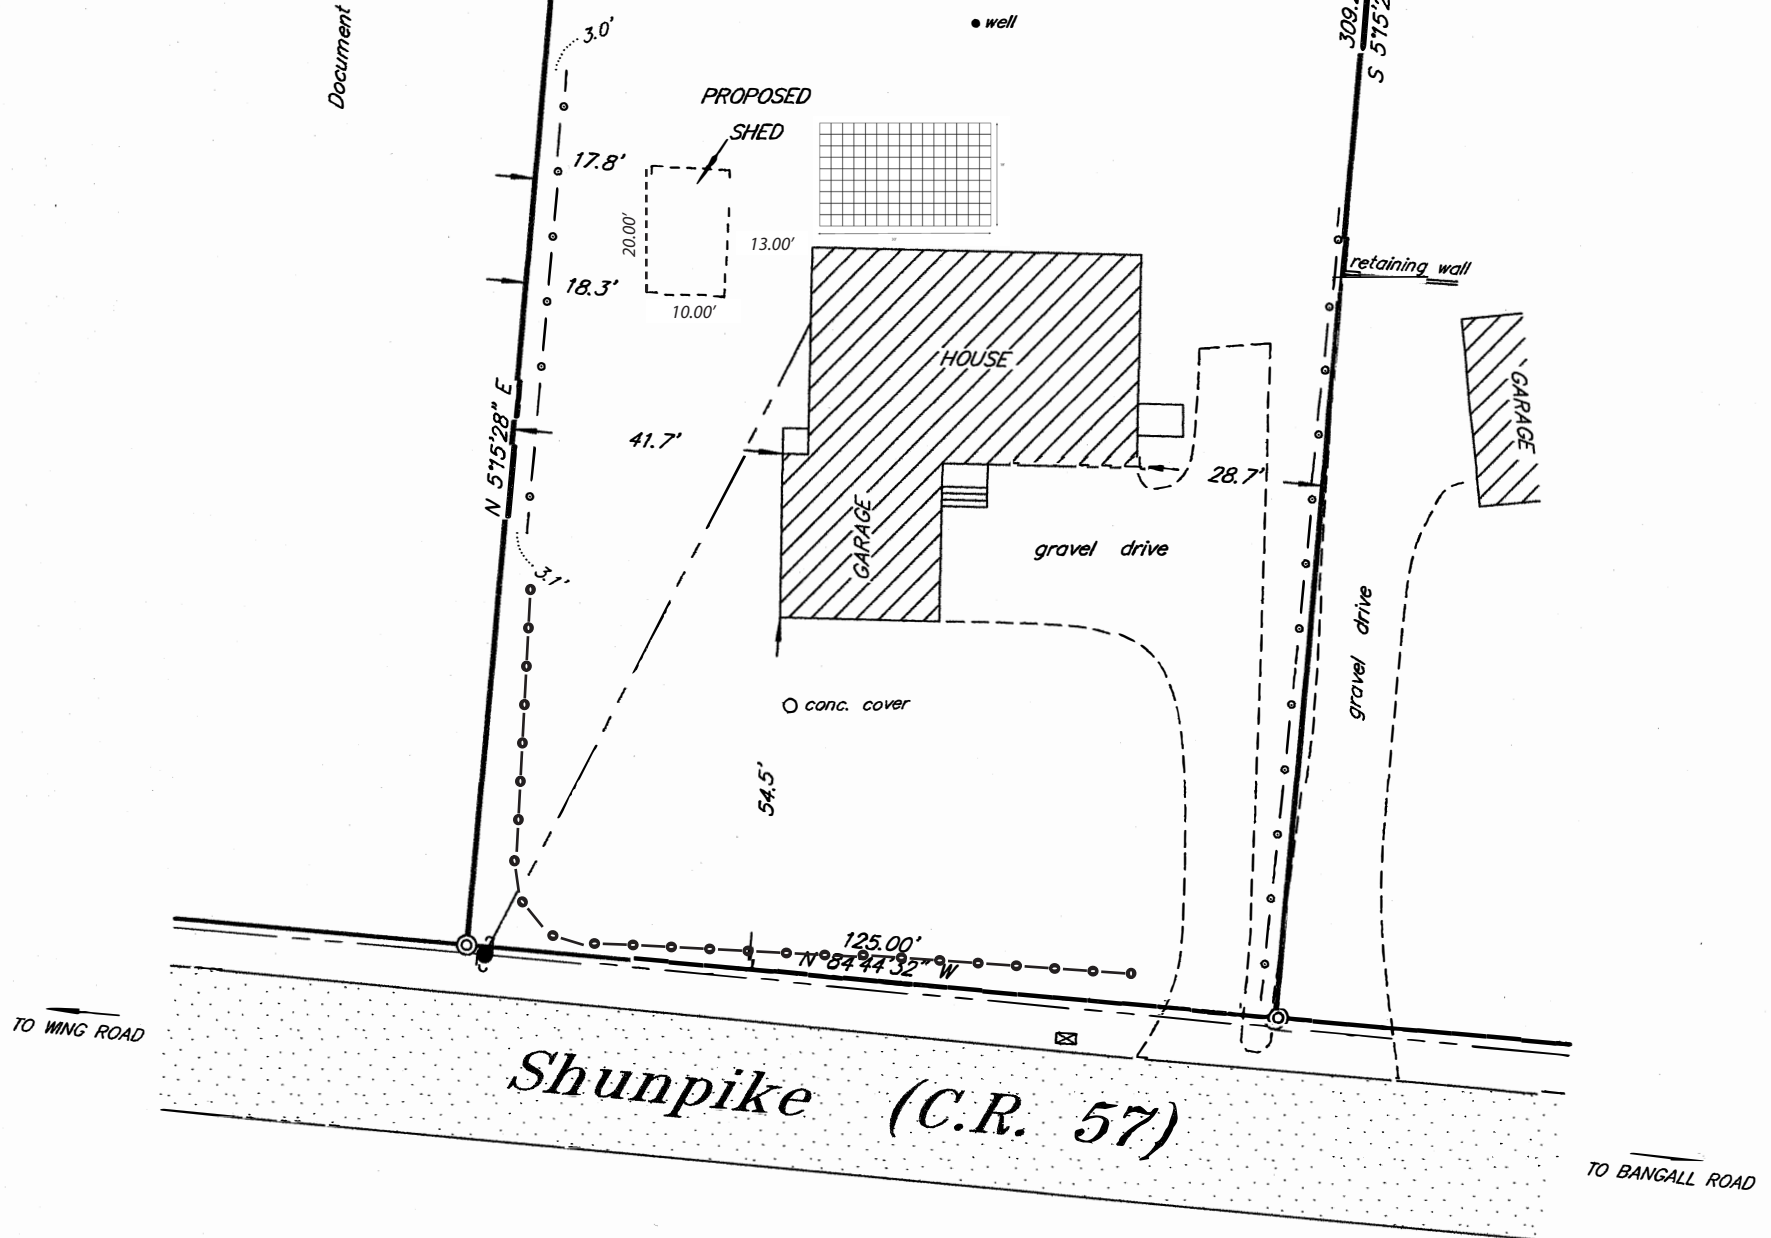 Document
3.0'
well
309.
S 5°15'2
PROPOSED
SHED
17.8'
20.00'
13.00'
18.3'
10.00'
retaining wall
HOUSE
GARAGE
N 5°15'28" E
41.7'
28.7'
GARAGE
gravel drive
3.1'
gravel drive
conc. cover
54.5'
125.00'
N 84°44'32" W
TO WING ROAD
Shunpike (C.R. 57)
TO BANGALL ROAD